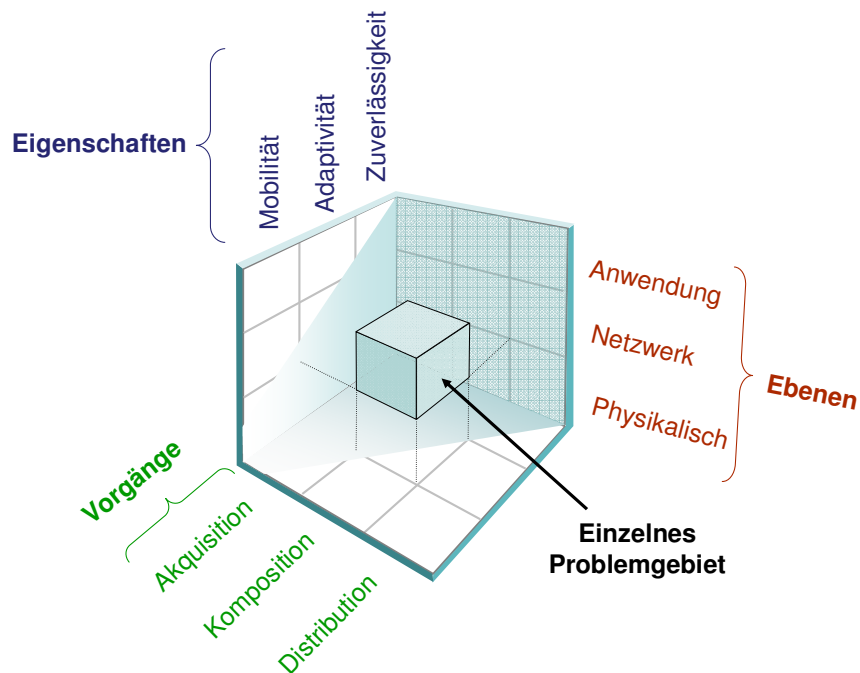 Eigenschaften
Mobilität
Adaptivität
Zuverlässigkeit
Anwendung
Netzwerk
Physikalisch
Ebenen
Vorgänge
Akquisition
Komposition
Distribution
Einzelnes
Problemgebiet